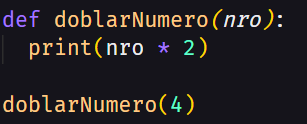 def doblarNumero(nro):
  print(nro * 2)

doblarNumero(4)